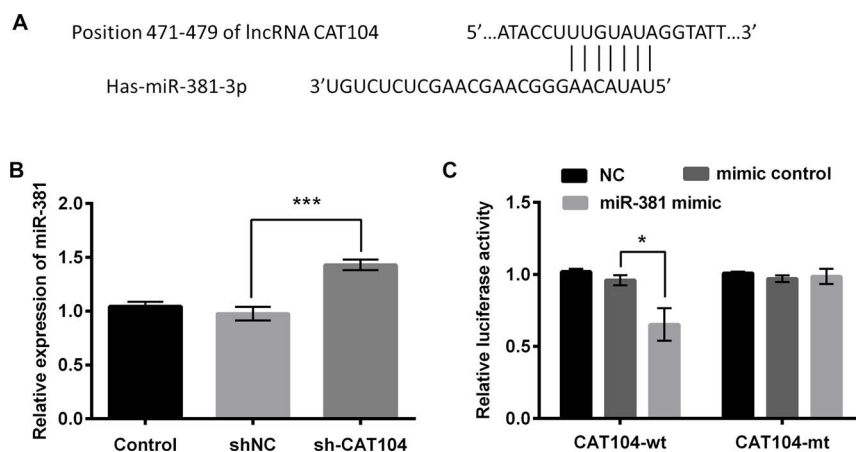 A
Position 471-479 of lncRNA CAT104 5’...ATACCUUUGUAUAGGTATT...3’
Has-miR-381-3p 3’UGUCUCUCGAACGAACGGGAACAUAU5’
B
Relative expression of miR-381
2.0
1.5
1.0
0.5
0.0
***
Control shNC sh-CAT104
C
NC mimic control
miR-381 mimic
Relative luciferase activity
1.5
1.0
0.5
0.0
*
CAT104-wt CAT104-mt